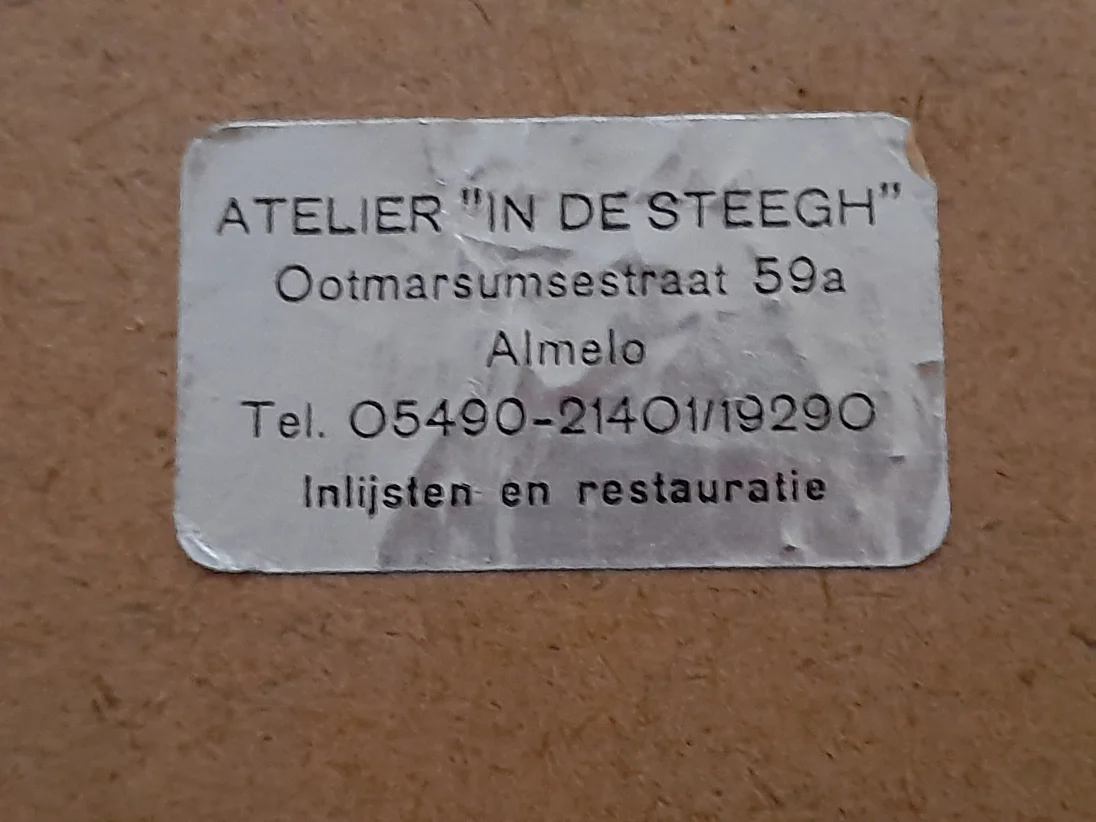 ATELIER "IN DE STEEGH"
Ootmarsumsestraat 59a
Almelo
Tel. 05490-21401/19290
Inlijsten en restauratie